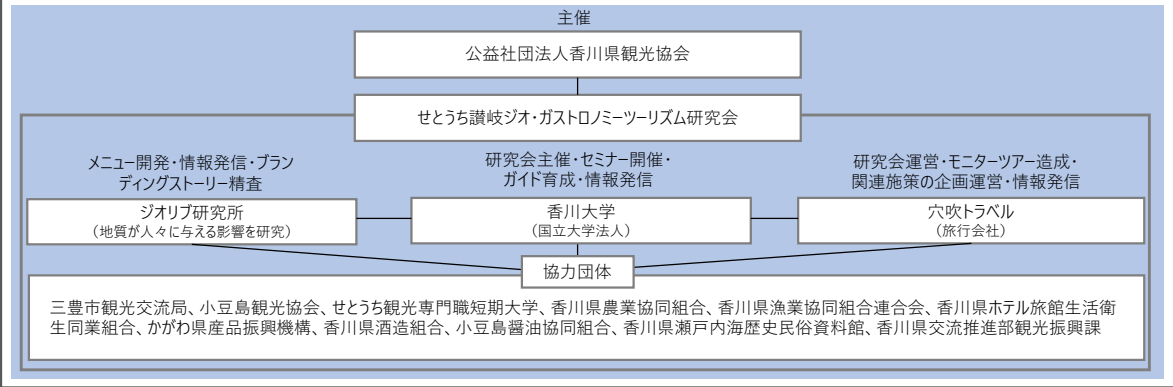 主催
公益社団法人香川県観光協会
せとうち讃岐ジオ・ガストロノミーツーリズム研究会
メニュー開発・情報発信・ブラン
ディングストーリー精査
ジオリブ研究所
（地質が人々に与える影響を研究）
研究会主催・セミナー開催・
ガイド育成・情報発信
香川大学
（国立大学法人）
研究会運営・モニターツアー造成・
関連施策の企画運営・情報発信
穴吹トラベル
（旅行会社）
協力団体
三豊市観光交流局、小豆島観光協会、せとうち観光専門職短期大学、香川県農業協同組合、香川県漁業協同組合連合会、香川県ホテル旅館生活衛
生同業組合、かがわ県産品振興機構、香川県酒造組合、小豆島醤油協同組合、香川県瀬戸内海歴史民俗資料館、香川県交流推進部観光振興課